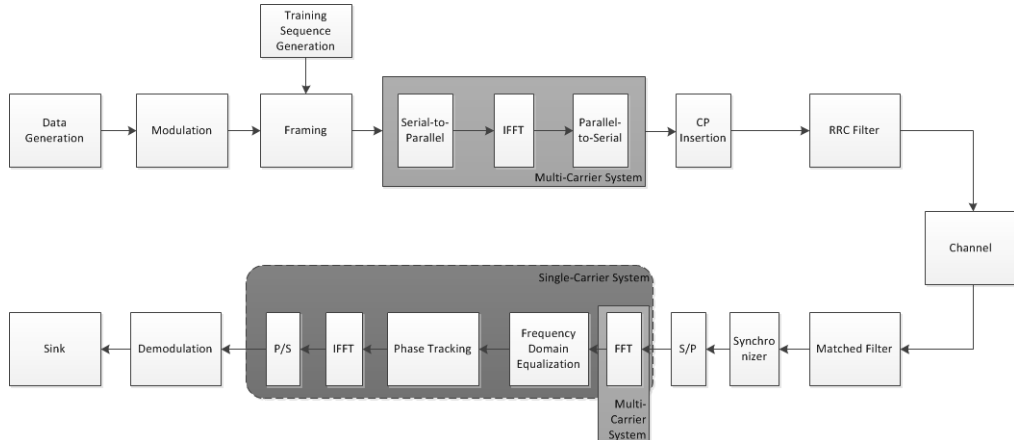 Training
Sequence
Generation
Data
Generation
Modulation
Framing
Serial-to-
Parallel
IFFT
Parallel-
to-Serial
Multi-Carrier System
CP
Insertion
RRC Filter
Channel
Single-Carrier System
Sink
Demodulation
P/S
IFFT
Phase Tracking
Frequency
Domain
Equalization
FFT
Multi-
Carrier
System
S/P
Synchro
nizer
Matched Filter